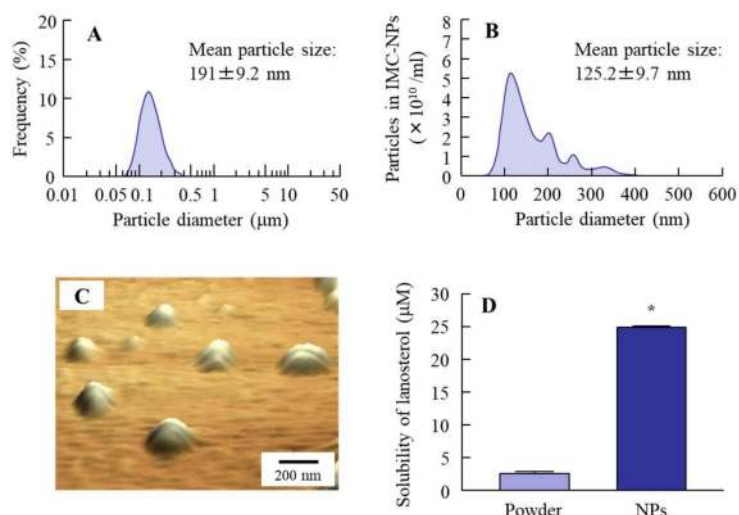 A
Mean particle size:
191±9.2 nm
Frequency (%)
20
15
10
5
0
0.01 0.05 0.1 0.5 1 5 10 50
Particle diameter (μm)
B
Mean particle size:
125.2±9.7 nm
Particles in IMC-NPs
(×10¹⁰/ml)
8
7
6
5
4
3
2
1
0
0 100 200 300 400 500 600
Particle diameter (nm)
C
200 nm
D
*
Solubility of lanosterol (μM)
30
25
20
15
10
5
0
Powder NPs